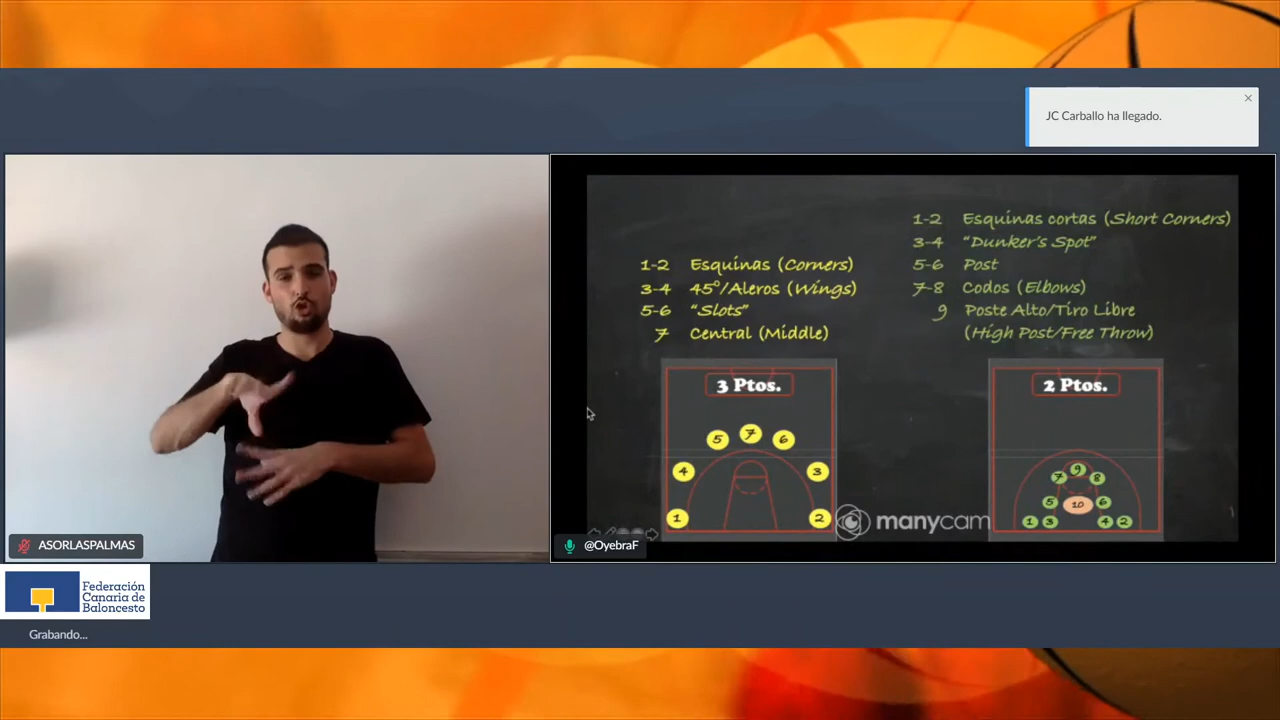 JC Carballo ha llegado.
1-2 Esquinas (Corners)
3-4 45º/Aleros (Wings)
5-6 "Slots"
7 Central (Middle)
1-2 Esquinas cortas (Short Corners)
3-4 "Dunker's Spot"
5-6 Post
7-8 Codos (Elbows)
9 Poste Alto/Tiro Libre
(High Post/Free Throw)
3 Ptos.
5 7 6
4 3
1 2
2 Ptos.
9
7 8
5 10 6
1 3 4 2
manycam
ASORLASPALMAS
@OyebraF
Federación
Canaria de
Baloncesto
Grabando...